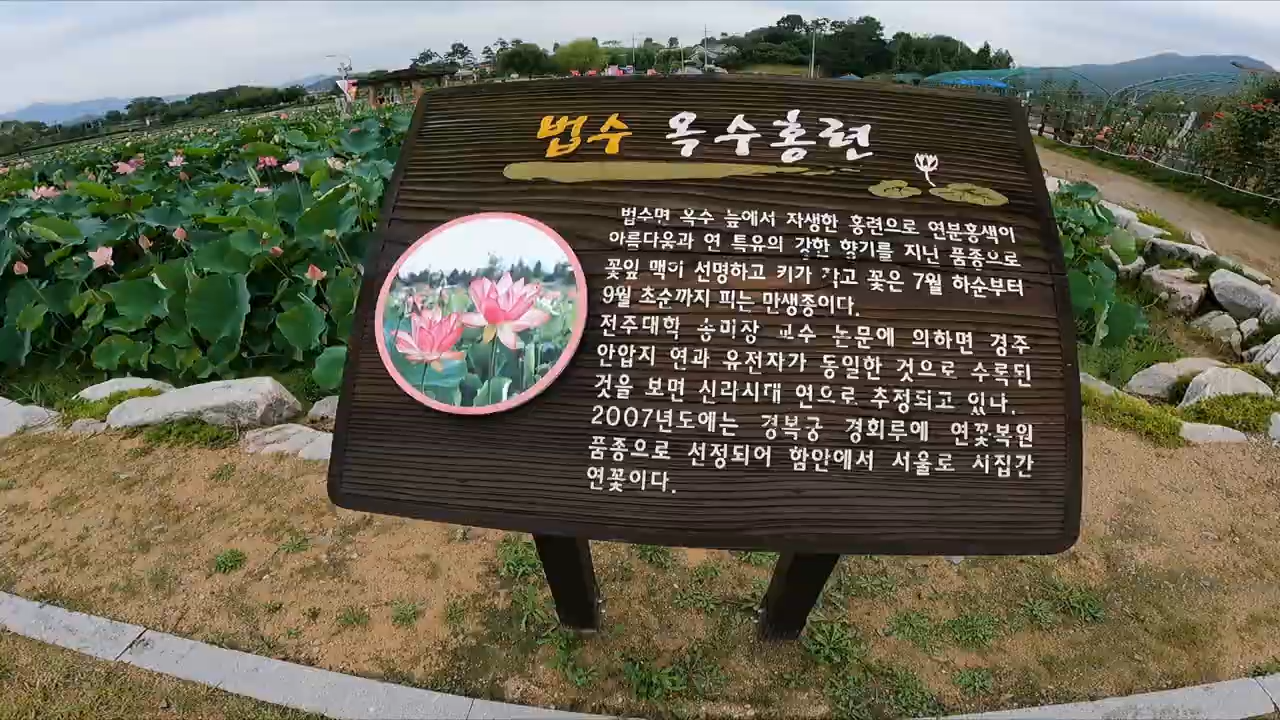 법수 옥수홍련
법수면 옥수 늪에서 자생한 홍련으로 연분홍색이
아름다움과 연 특유의 강한 향기를 지닌 품종으로
꽃잎 맥이 선명하고 키가 작고 꽃은 7월 하순부터
9월 초순까지 피는 만생종이다.
전주대학 송미장 교수 논문에 의하면 경주
안압지 연과 유전자가 동일한 것으로 수록된
것을 보면 신라시대 연으로 추정되고 있다.
2007년도에는 경복궁 경회루에 연꽃복원
품종으로 선정되어 함안에서 서울로 시집간
연꽃이다.